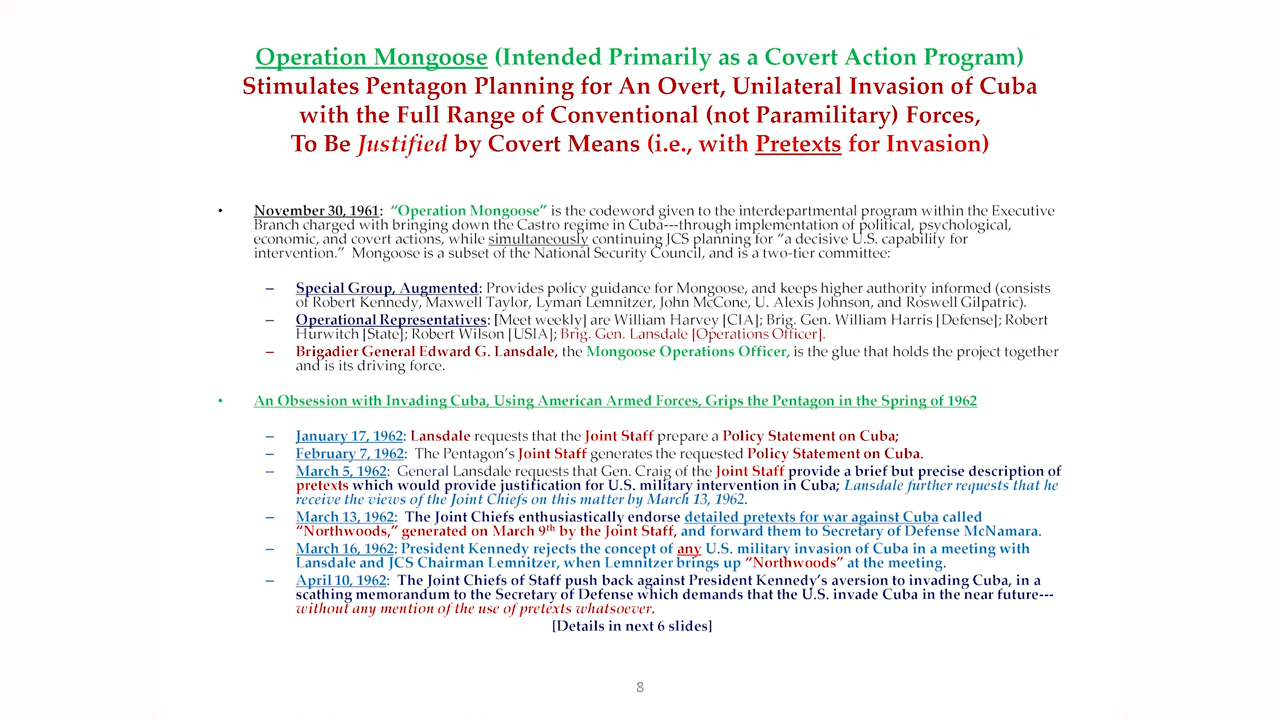 Operation Mongoose (Intended Primarily as a Covert Action Program)
Stimulates Pentagon Planning for An Overt, Unilateral Invasion of Cuba
with the Full Range of Conventional (not Paramilitary) Forces,
To Be Justified by Covert Means (i.e., with Pretexts for Invasion)
• November 30, 1961: “Operation Mongoose” is the codeword given to the interdepartmental program within the Executive
Branch charged with bringing down the Castro regime in Cuba---through implementation of political, psychological,
economic, and covert actions, while simultaneously continuing JCS planning for “a decisive U.S. capability for
intervention.” Mongoose is a subset of the National Security Council, and is a two-tier committee:
– Special Group, Augmented: Provides policy guidance for Mongoose, and keeps higher authority informed (consists
of Robert Kennedy, Maxwell Taylor, Lyman Lemnitzer, John McCone, U. Alexis Johnson, and Roswell Gilpatric).
– Operational Representatives: [Meet weekly] are William Harvey [CIA]; Brig. Gen. William Harris [Defense]; Robert
Hurwitch [State]; Robert Wilson [USIA]; Brig. Gen. Lansdale [Operations Officer].
– Brigadier General Edward G. Lansdale, the Mongoose Operations Officer, is the glue that holds the project together
and is its driving force.
• An Obsession with Invading Cuba, Using American Armed Forces, Grips the Pentagon in the Spring of 1962
– January 17, 1962: Lansdale requests that the Joint Staff prepare a Policy Statement on Cuba;
– February 7, 1962: The Pentagon’s Joint Staff generates the requested Policy Statement on Cuba.
– March 5, 1962: General Lansdale requests that Gen. Craig of the Joint Staff provide a brief but precise description of
pretexts which would provide justification for U.S. military intervention in Cuba; Lansdale further requests that he
receive the views of the Joint Chiefs on this matter by March 13, 1962.
– March 13, 1962: The Joint Chiefs enthusiastically endorse detailed pretexts for war against Cuba called
“Northwoods,” generated on March 9th by the Joint Staff, and forward them to Secretary of Defense McNamara.
– March 16, 1962: President Kennedy rejects the concept of any U.S. military invasion of Cuba in a meeting with
Lansdale and JCS Chairman Lemnitzer, when Lemnitzer brings up “Northwoods” at the meeting.
– April 10, 1962: The Joint Chiefs of Staff push back against President Kennedy’s aversion to invading Cuba, in a
scathing memorandum to the Secretary of Defense which demands that the U.S. invade Cuba in the near future---
without any mention of the use of pretexts whatsoever.
[Details in next 6 slides]
8